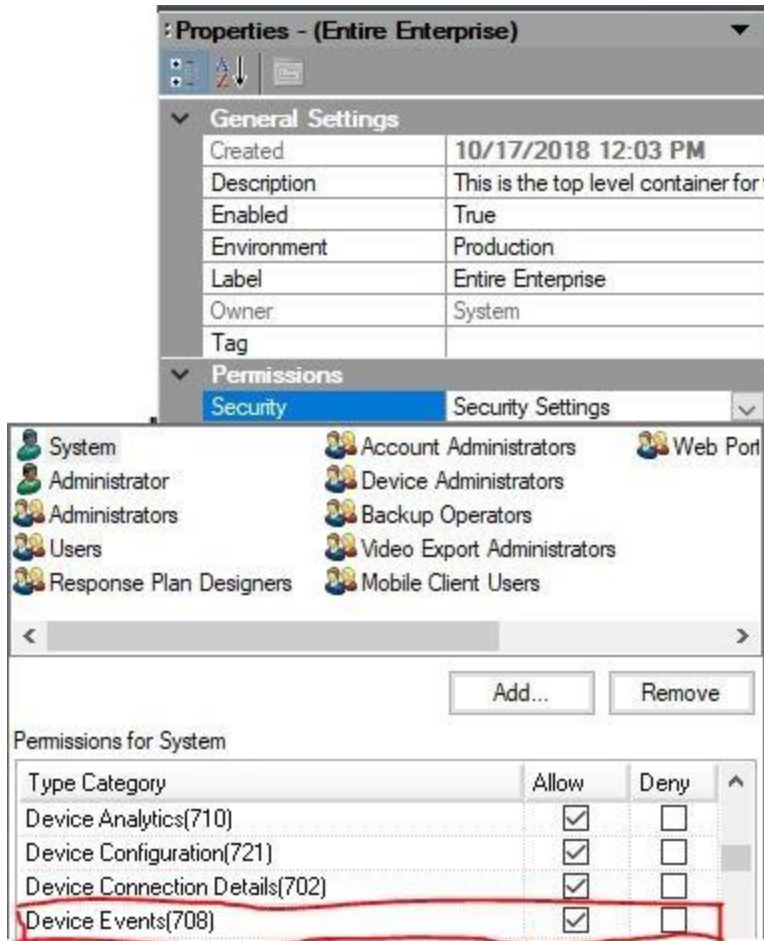 Properties - (Entire Enterprise)
General Settings
Created 10/17/2018 12:03 PM
Description This is the top level container for
Enabled True
Environment Production
Label Entire Enterprise
Owner System
Tag
Permissions
Security Security Settings
System Account Administrators Web Port
Administrator Device Administrators
Administrators Backup Operators
Users Video Export Administrators
Response Plan Designers Mobile Client Users
Add... Remove
Permissions for System
Type Category Allow Deny
Device Analytics(710)
Device Configuration(721)
Device Connection Details(702)
Device Events(708)